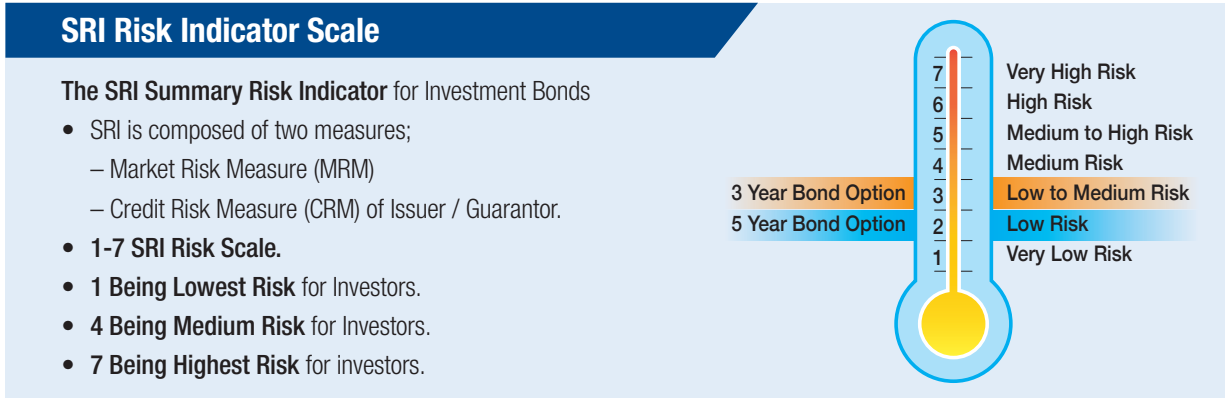 SRI Risk Indicator Scale
The SRI Summary Risk Indicator for Investment Bonds
• SRI is composed of two measures;
– Market Risk Measure (MRM)
– Credit Risk Measure (CRM) of Issuer / Guarantor.
• 1-7 SRI Risk Scale.
• 1 Being Lowest Risk for Investors.
• 4 Being Medium Risk for Investors.
• 7 Being Highest Risk for investors.
7 Very High Risk
6 High Risk
5 Medium to High Risk
4 Medium Risk
3 Year Bond Option 3 Low to Medium Risk
5 Year Bond Option 2 Low Risk
1 Very Low Risk